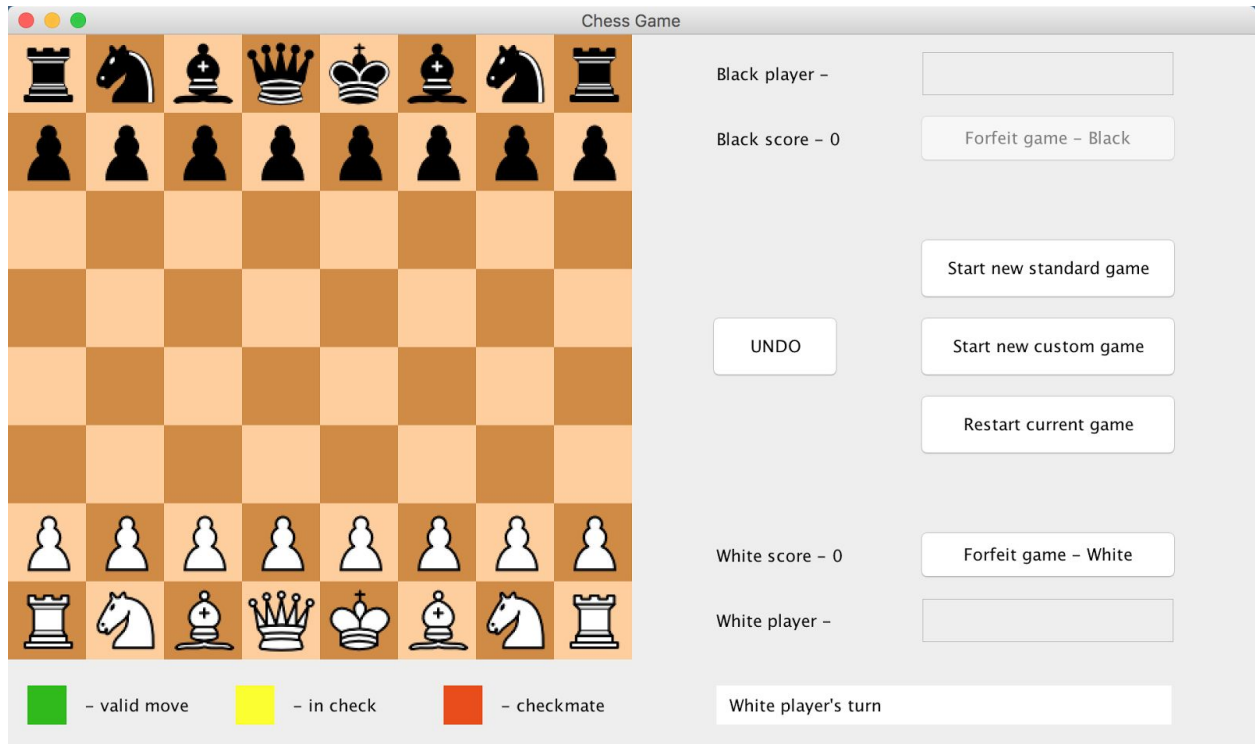 Chess Game
Black player –
Black score – 0
Forfeit game – Black
Start new standard game
UNDO
Start new custom game
Restart current game
White score – 0
Forfeit game – White
White player –
– valid move
– in check
– checkmate
White player's turn